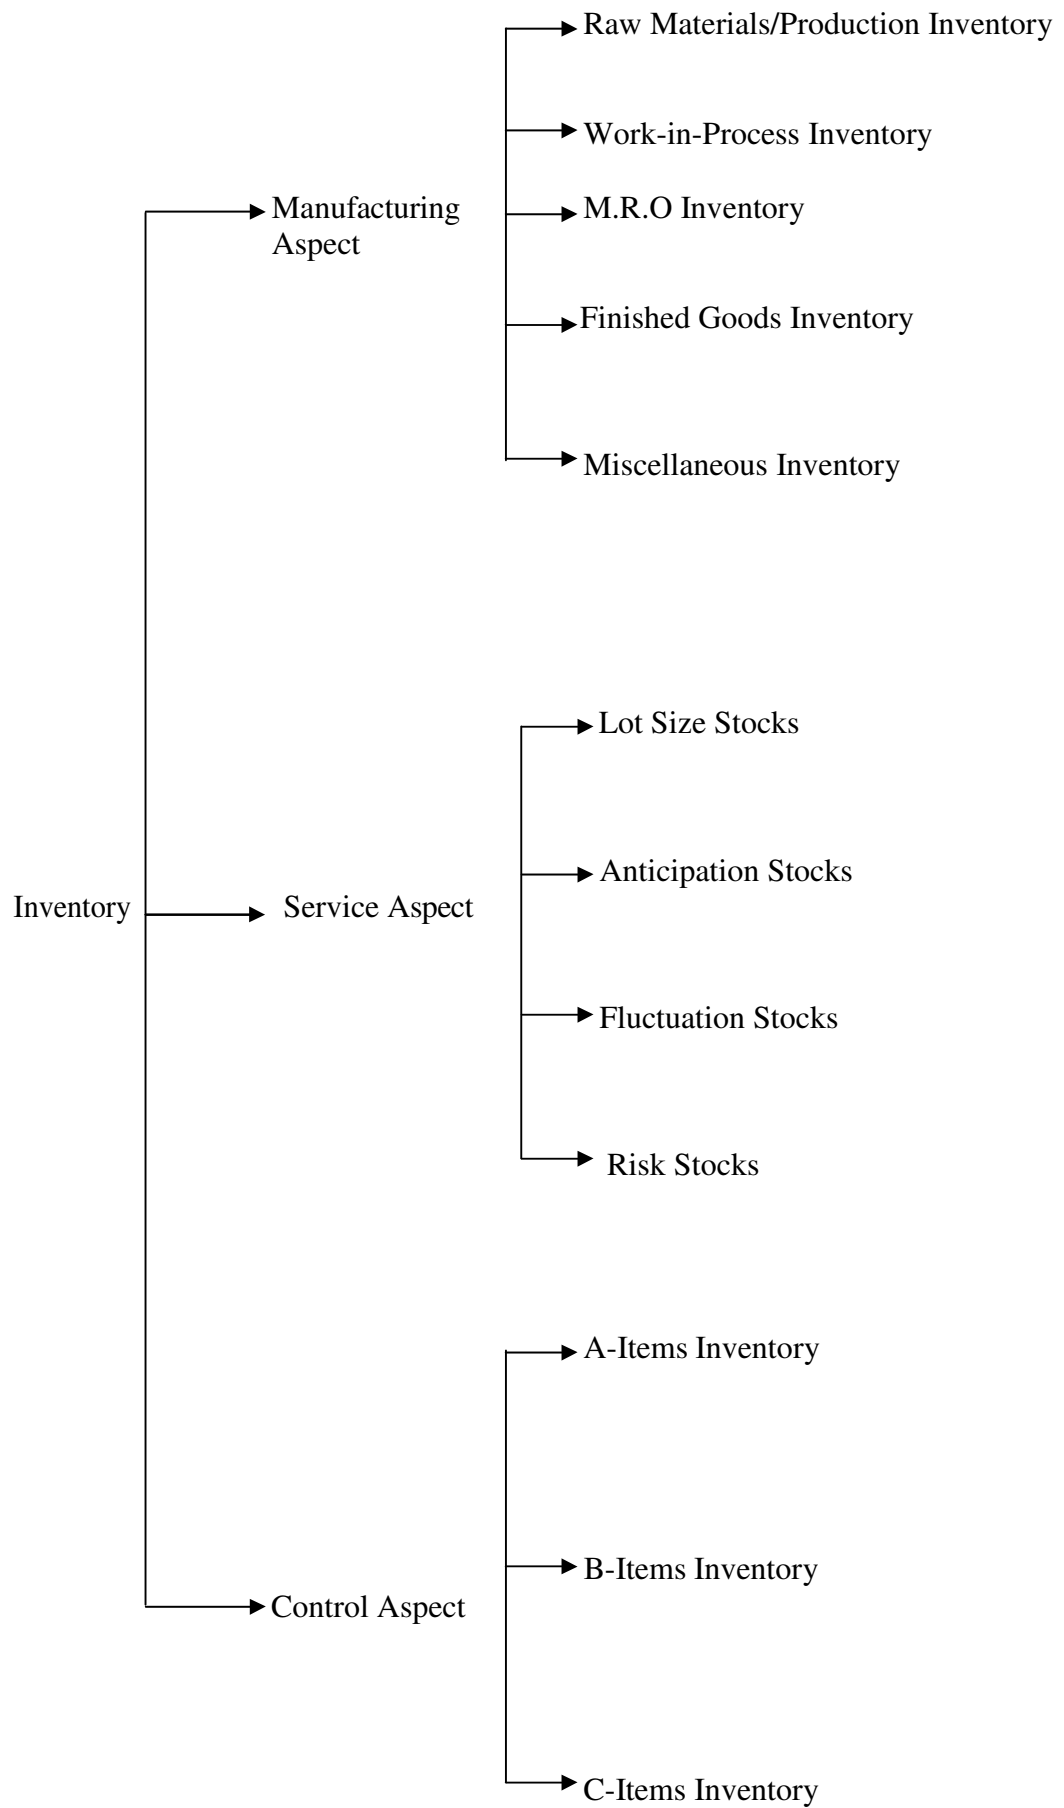 Raw Materials/Production Inventory
Work-in-Process Inventory
Manufacturing
Aspect
M.R.O Inventory
Finished Goods Inventory
Miscellaneous Inventory
Lot Size Stocks
Anticipation Stocks
Inventory
Service Aspect
Fluctuation Stocks
Risk Stocks
A-Items Inventory
B-Items Inventory
Control Aspect
C-Items Inventory